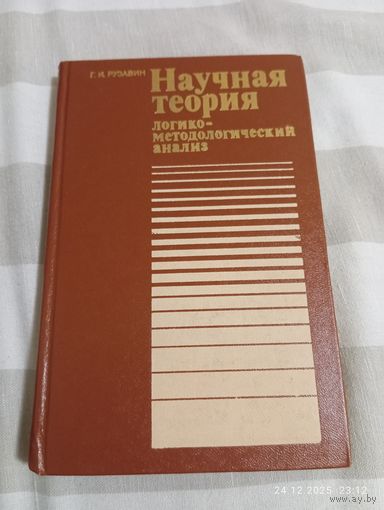 Г. И. РУЗАВИН
Научная
теория
логико-
методологический
анализ
24.12.2025 23:12
www.ay.by